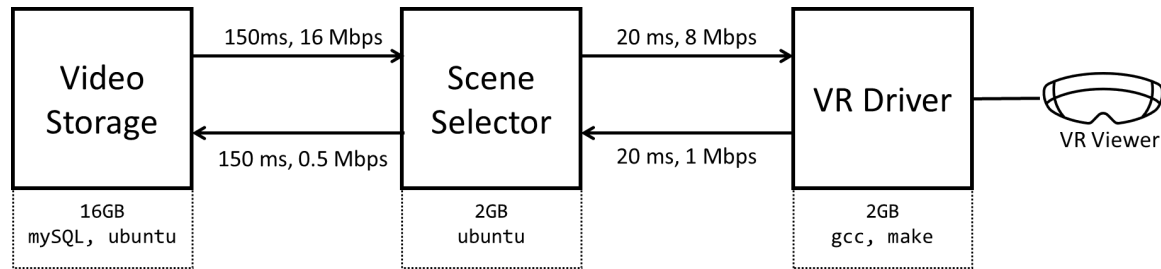 Video
Storage
150ms, 16 Mbps
150 ms, 0.5 Mbps
Scene
Selector
20 ms, 8 Mbps
20 ms, 1 Mbps
VR Driver
VR Viewer
16GB
mySQL, ubuntu
2GB
ubuntu
2GB
gcc, make